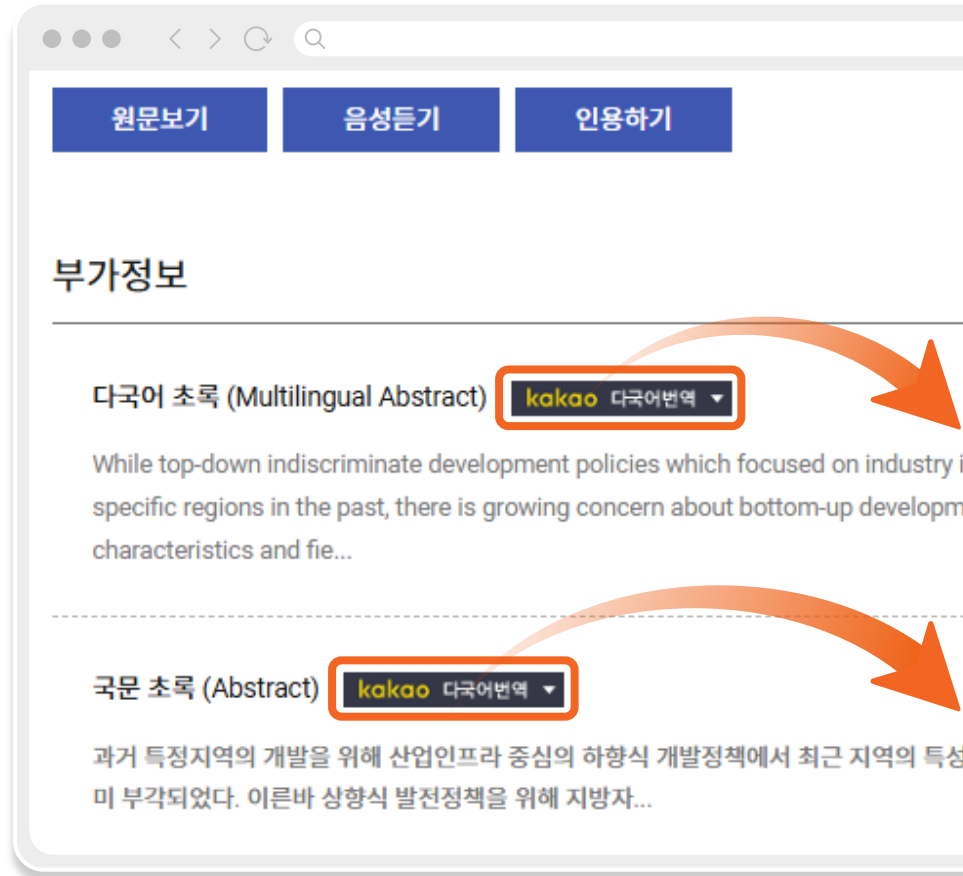 원문보기 음성듣기 인용하기
부가정보
다국어 초록 (Multilingual Abstract) kakao 다국어번역
While top-down indiscriminate development policies which focused on industry i
specific regions in the past, there is growing concern about bottom-up developm
characteristics and fie...
국문 초록 (Abstract) kakao 다국어번역
과거 특정지역의 개발을 위해 산업인프라 중심의 하향식 개발정책에서 최근 지역의 특성
미 부각되었다. 이른바 상향식 발전정책을 위해 지방자...